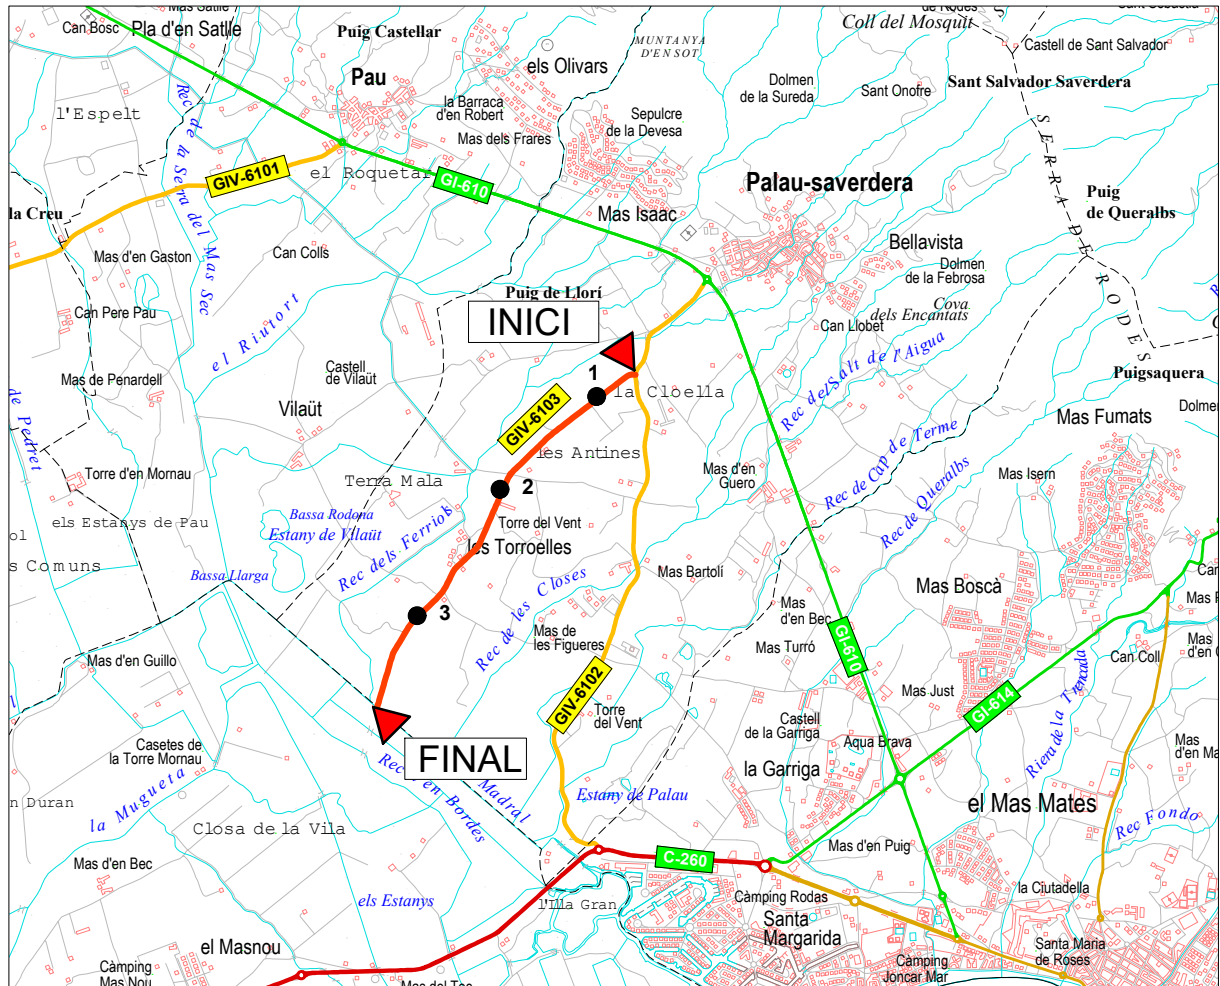 Mas Satlle
Can Bosc
Pla d'en Satlle
Puig Castellar
els Olivars
MUNTANYA
D'EN SOT
de Rodes
Coll del Mosquit
Castell de Sant Salvador
Sant Salvador Saverdera
Pau
l'Espelt
Rec de la Serra del Mas Sec
la Barraca
d'en Robert
Mas dels Frares
Sepulcre
de la Devesa
Dolmen
de la Sureda
Sant Onofre
SERRA DE RODES
GIV-6101
el Roquetar
GI-610
Palau-saverdera
Puig
de Queralbs
la Creu
Mas Isaac
Bellavista
Dolmen
de la Febrosa
Mas d'en Gaston
Can Colls
Puig de Llorí
Cova
dels Encantats
Can Llobet
Can Pere Pau
el Riutort
INICI
Rec del Salt de l'Aigua
Castell
de Vilaüt
Mas de Penardell
1
la Cloella
Puigsaquera
de Pedret
Vilaüt
GIV-6103
Mas Fumats
Rec de Cap de Terme
les Antines
Mas d'en
Guero
Rec de Queralbs
Mas Isern
Torre d'en Mornau
Terra Mala
2
Bassa Rodona
Estany de Vilaüt
els Estanys de Pau
Torre del Vent
Rec dels Ferriols
les Torroelles
s Comuns
Bassa Llarga
Rec de les Closes
Mas Bartolí
Mas Boscà
3
Mas
d'en Bec
GI-610
Mas de
les Figueres
Mas Turró
Can Coll
Mas d'en Guillo
GIV-6102
Mas Just
GI-614
Riera de la Trencada
Torre
del Vent
Castell
de la Garriga
Aqua Brava
Casetes de
la Torre Mornau
FINAL
la Garriga
la Mugueta
Madral
Estany de Palau
el Mas Mates
n Duran
Rec Fondo
Closa de la Vila
C-260
Mas d'en Puig
Mas d'en Bec
els Estanys
l'Illa Gran
Càmping Rodas
la Ciutadella
Santa
Margarida
el Masnou
Santa Maria
de Roses
Càmping
Mas Nou
Càmping
Joncar Mar